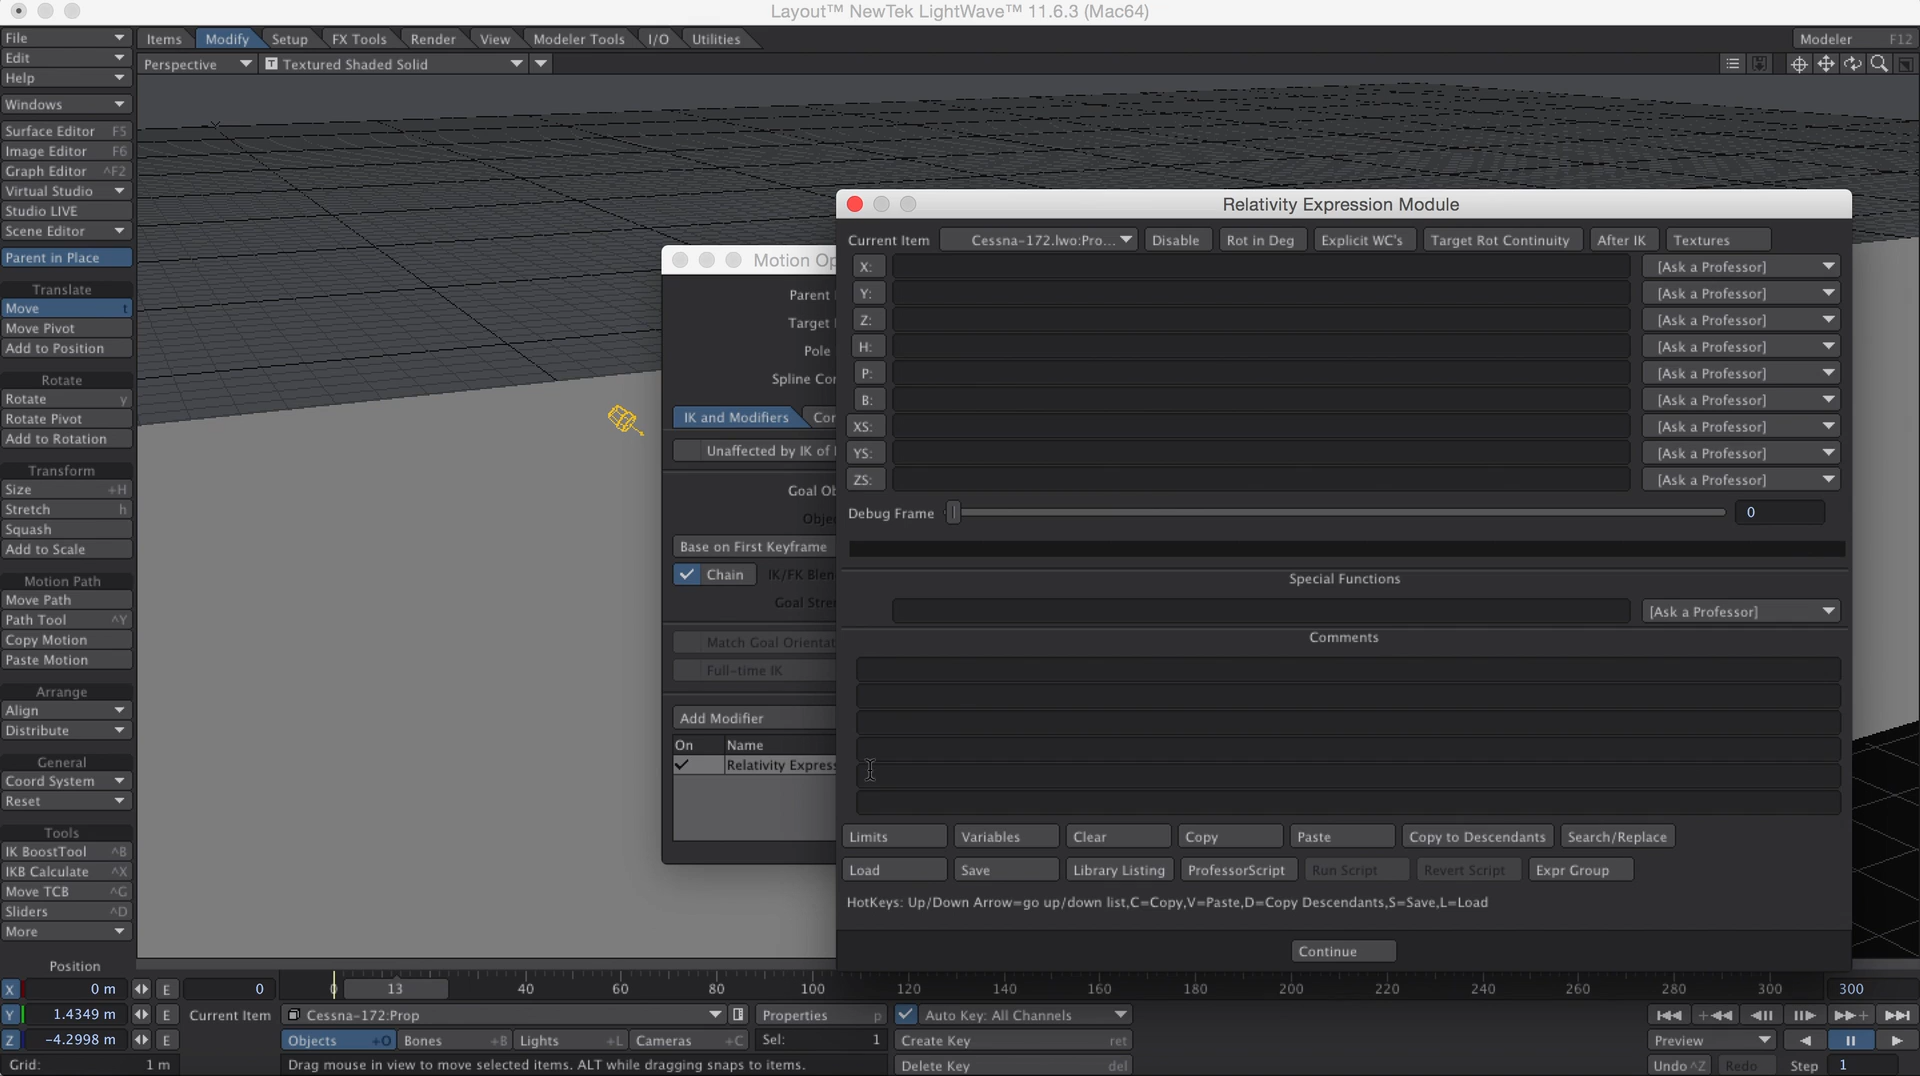 Layout™ NewTek LightWave™ 11.6.3 (Mac64)
File
Items
Modify
Setup
FX Tools
Render
View
Modeler Tools
I/O
Utilities
Modeler F12
Edit
Help
Perspective
T Textured Shaded Solid
Windows
Surface Editor F5
Image Editor F6
Graph Editor ^F2
Virtual Studio
Studio LIVE
Scene Editor
Parent in Place
Translate
Move t
Move Pivot
Add to Position
Rotate
Rotate y
Rotate Pivot
Add to Rotation
Transform
Size +H
Stretch h
Squash
Add to Scale
Motion Path
Move Path
Path Tool ^Y
Copy Motion
Paste Motion
Arrange
Align
Distribute
General
Coord System
Reset
Tools
IK BoostTool ^B
IKB Calculate ^X
Move TCB ^G
Sliders ^D
More
Motion Op
Parent
Target
Pole
Spline Cor
IK and Modifiers
Cor
Unaffected by IK of
Goal Ob
Obje
Base on First Keyframe
Chain
IK/FK Blen
Goal Stre
Match Goal Orientat
Full-time IK
Add Modifier
On Name
Relativity Express
Relativity Expression Module
Current Item Cessna-172.lwo:Pro... Disable Rot in Deg Explicit WC's Target Rot Continuity After IK Textures
X: [Ask a Professor]
Y: [Ask a Professor]
Z: [Ask a Professor]
H: [Ask a Professor]
P: [Ask a Professor]
B: [Ask a Professor]
XS: [Ask a Professor]
YS: [Ask a Professor]
ZS: [Ask a Professor]
Debug Frame 0
Special Functions
[Ask a Professor]
Comments
Limits Variables Clear Copy Paste Copy to Descendants Search/Replace
Load Save Library Listing ProfessorScript Run Script Revert Script Expr Group
HotKeys: Up/Down Arrow=go up/down list,C=Copy,V=Paste,D=Copy Descendants,S=Save,L=Load
Continue
Position
X 0 m E 0
0 13 40 60 80 100 120 140 160 180 200 220 240 260 280 300 300
Y 1.4349 m E Current Item Cessna-172:Prop Properties p Auto Key: All Channels
Z -4.2998 m E Objects +O Bones +B Lights +L Cameras +C Sel: 1 Create Key ret Preview
Grid: 1 m Drag mouse in view to move selected items. ALT while dragging snaps to items. Delete Key del Undo ^Z Redo Step 1